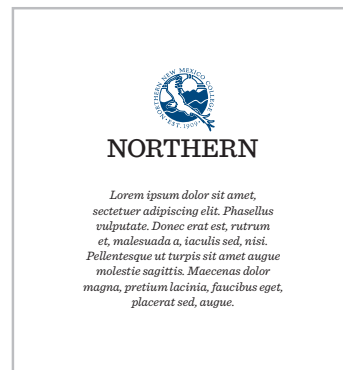 NORTHERN NEW MEXICO COLLEGE
· EST. 1909 ·
NORTHERN
Lorem ipsum dolor sit amet,
sectetuer adipiscing elit. Phasellus
vulputate. Donec erat est, rutrum
et, malesuada a, iaculis sed, nisi.
Pellentesque ut turpis sit amet augue
molestie sagittis. Maecenas dolor
magna, pretium lacinia, faucibus eget,
placerat sed, augue.